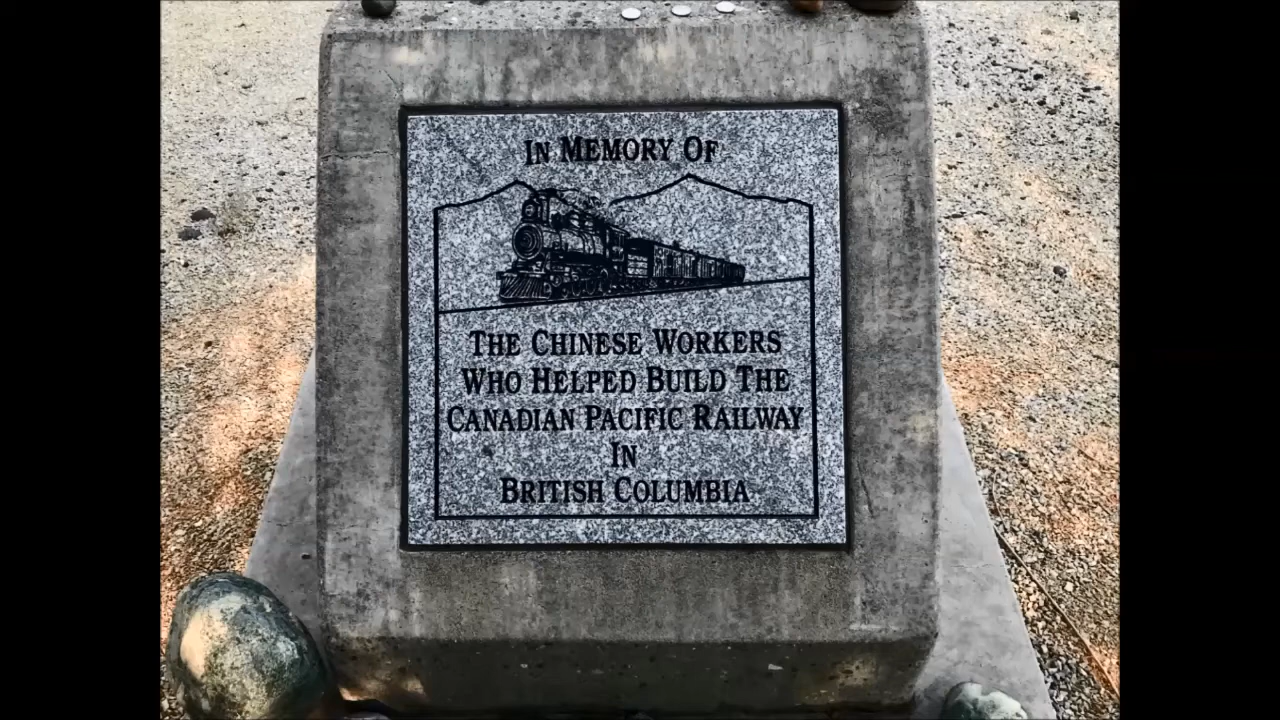 In Memory Of
The Chinese Workers
Who Helped Build The
Canadian Pacific Railway
In
British Columbia